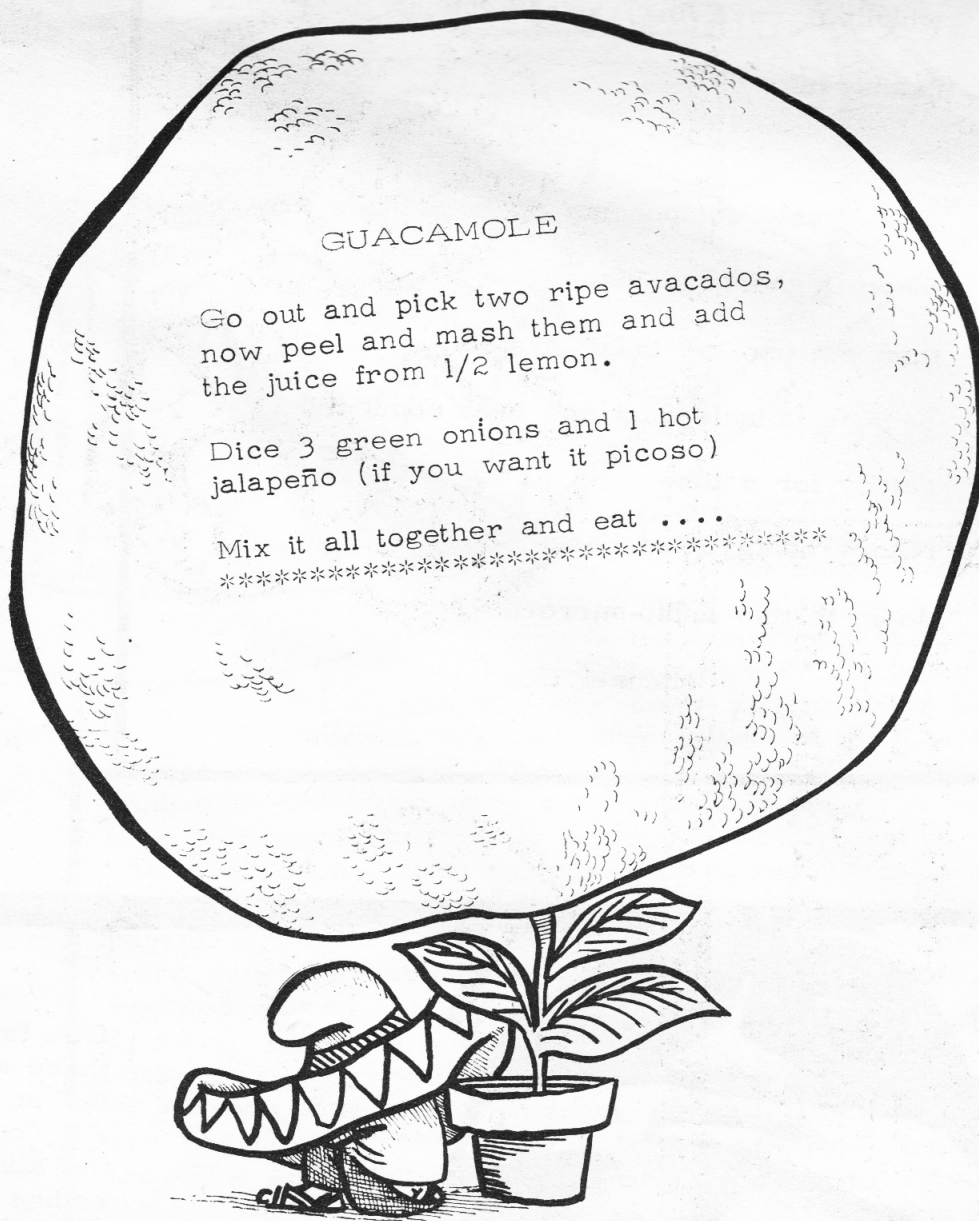 GUACAMOLE
Go out and pick two ripe avacados,
now peel and mash them and add
the juice from 1/2 lemon.
Dice 3 green onions and 1 hot
jalapeño (if you want it picoso)
Mix it all together and eat ....
**********************************